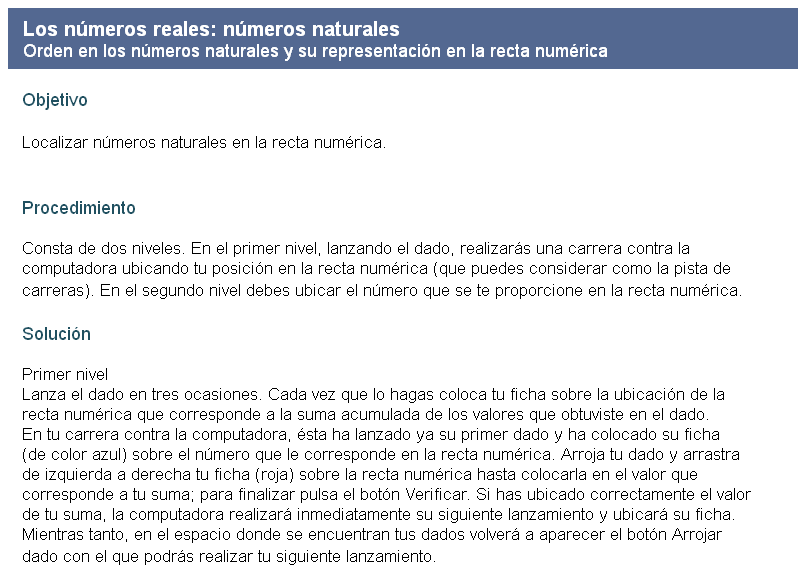 Los números reales: números naturales
Orden en los números naturales y su representación en la recta numérica
Objetivo
Localizar números naturales en la recta numérica.
Procedimiento
Consta de dos niveles. En el primer nivel, lanzando el dado, realizarás una carrera contra la
computadora ubicando tu posición en la recta numérica (que puedes considerar como la pista de
carreras). En el segundo nivel debes ubicar el número que se te proporcione en la recta numérica.
Solución
Primer nivel
Lanza el dado en tres ocasiones. Cada vez que lo hagas coloca tu ficha sobre la ubicación de la
recta numérica que corresponde a la suma acumulada de los valores que obtuviste en el dado.
En tu carrera contra la computadora, ésta ha lanzado ya su primer dado y ha colocado su ficha
(de color azul) sobre el número que le corresponde en la recta numérica. Arroja tu dado y arrastra
de izquierda a derecha tu ficha (roja) sobre la recta numérica hasta colocarla en el valor que
corresponde a tu suma; para finalizar pulsa el botón Verificar. Si has ubicado correctamente el valor
de tu suma, la computadora realizará inmediatamente su siguiente lanzamiento y ubicará su ficha.
Mientras tanto, en el espacio donde se encuentran tus dados volverá a aparecer el botón Arrojar
dado con el que podrás realizar tu siguiente lanzamiento.